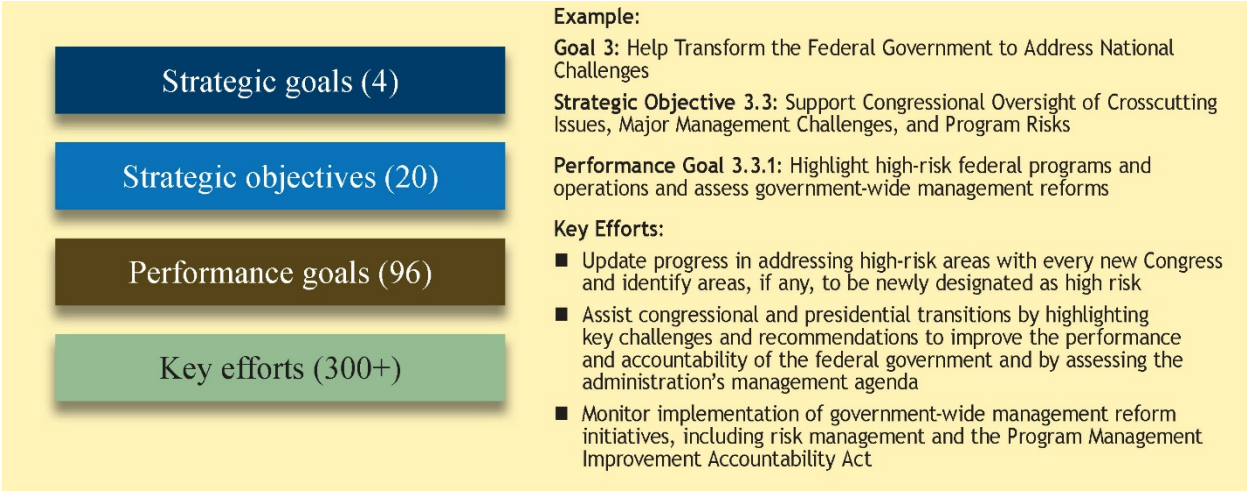 Strategic goals (4)
Strategic objectives (20)
Performance goals (96)
Key efforts (300+)
Example:
Goal 3: Help Transform the Federal Government to Address National
Challenges
Strategic Objective 3.3: Support Congressional Oversight of Crosscutting
Issues, Major Management Challenges, and Program Risks
Performance Goal 3.3.1: Highlight high-risk federal programs and
operations and assess government-wide management reforms
Key Efforts:
■ Update progress in addressing high-risk areas with every new Congress
and identify areas, if any, to be newly designated as high risk
■ Assist congressional and presidential transitions by highlighting
key challenges and recommendations to improve the performance
and accountability of the federal government and by assessing the
administration’s management agenda
■ Monitor implementation of government-wide management reform
initiatives, including risk management and the Program Management
Improvement Accountability Act